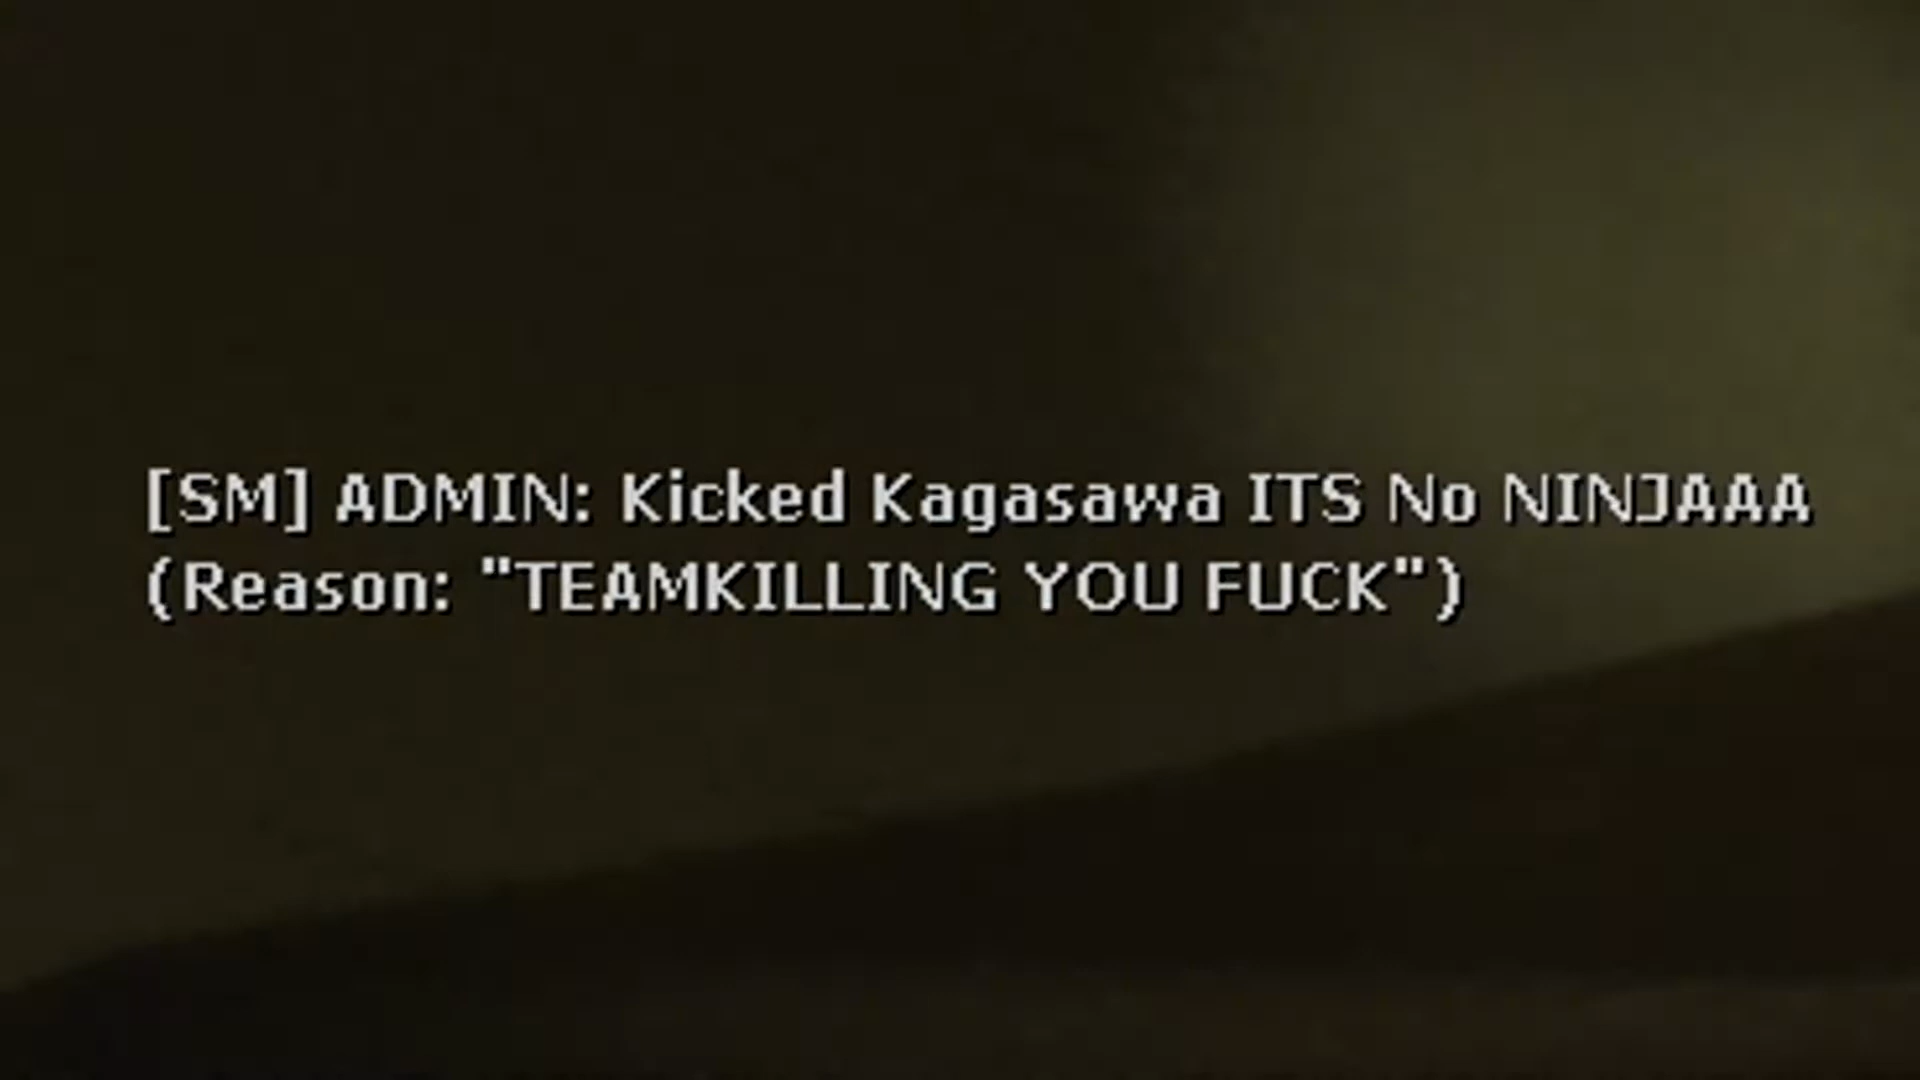 [SM] ADMIN: Kicked Kagasawa ITS No NINJAAA
(Reason: "TEAMKILLING YOU FUCK")